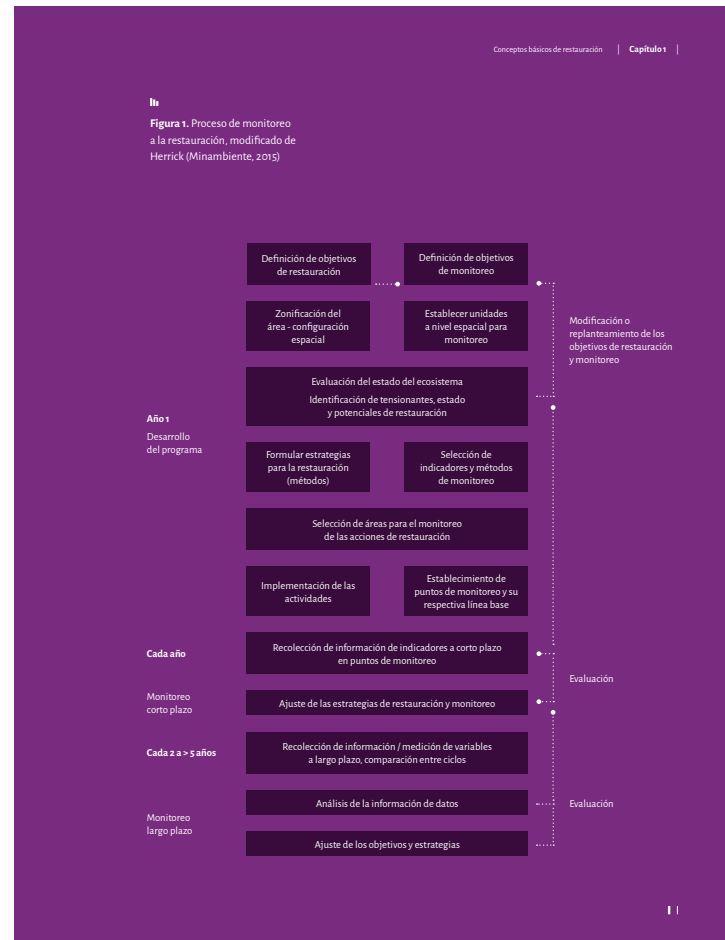 Conceptos básicos de restauración | Capítulo 1 |
Figura 1. Proceso de monitoreo
a la restauración, modificado de
Herrick (Minambiente, 2015)
Definición de objetivos
de restauración
Definición de objetivos
de monitoreo
Zonificación del
área - configuración
espacial
Establecer unidades
a nivel espacial para
monitoreo
Modificación o
replanteamiento de los
objetivos de restauración
y monitoreo
Evaluación del estado del ecosistema
Identificación de tensionantes, estado
y potenciales de restauración
Año 1
Desarrollo
del programa
Formular estrategias
para la restauración
(métodos)
Selección de
indicadores y métodos
de monitoreo
Selección de áreas para el monitoreo
de las acciones de restauración
Implementación de las
actividades
Establecimiento de
puntos de monitoreo y su
respectiva línea base
Cada año
Recolección de información de indicadores a corto plazo
en puntos de monitoreo
Evaluación
Monitoreo
corto plazo
Ajuste de las estrategias de restauración y monitoreo
Cada 2 a > 5 años
Recolección de información / medición de variables
a largo plazo, comparación entre ciclos
Análisis de la información de datos
Evaluación
Monitoreo
largo plazo
Ajuste de los objetivos y estrategias